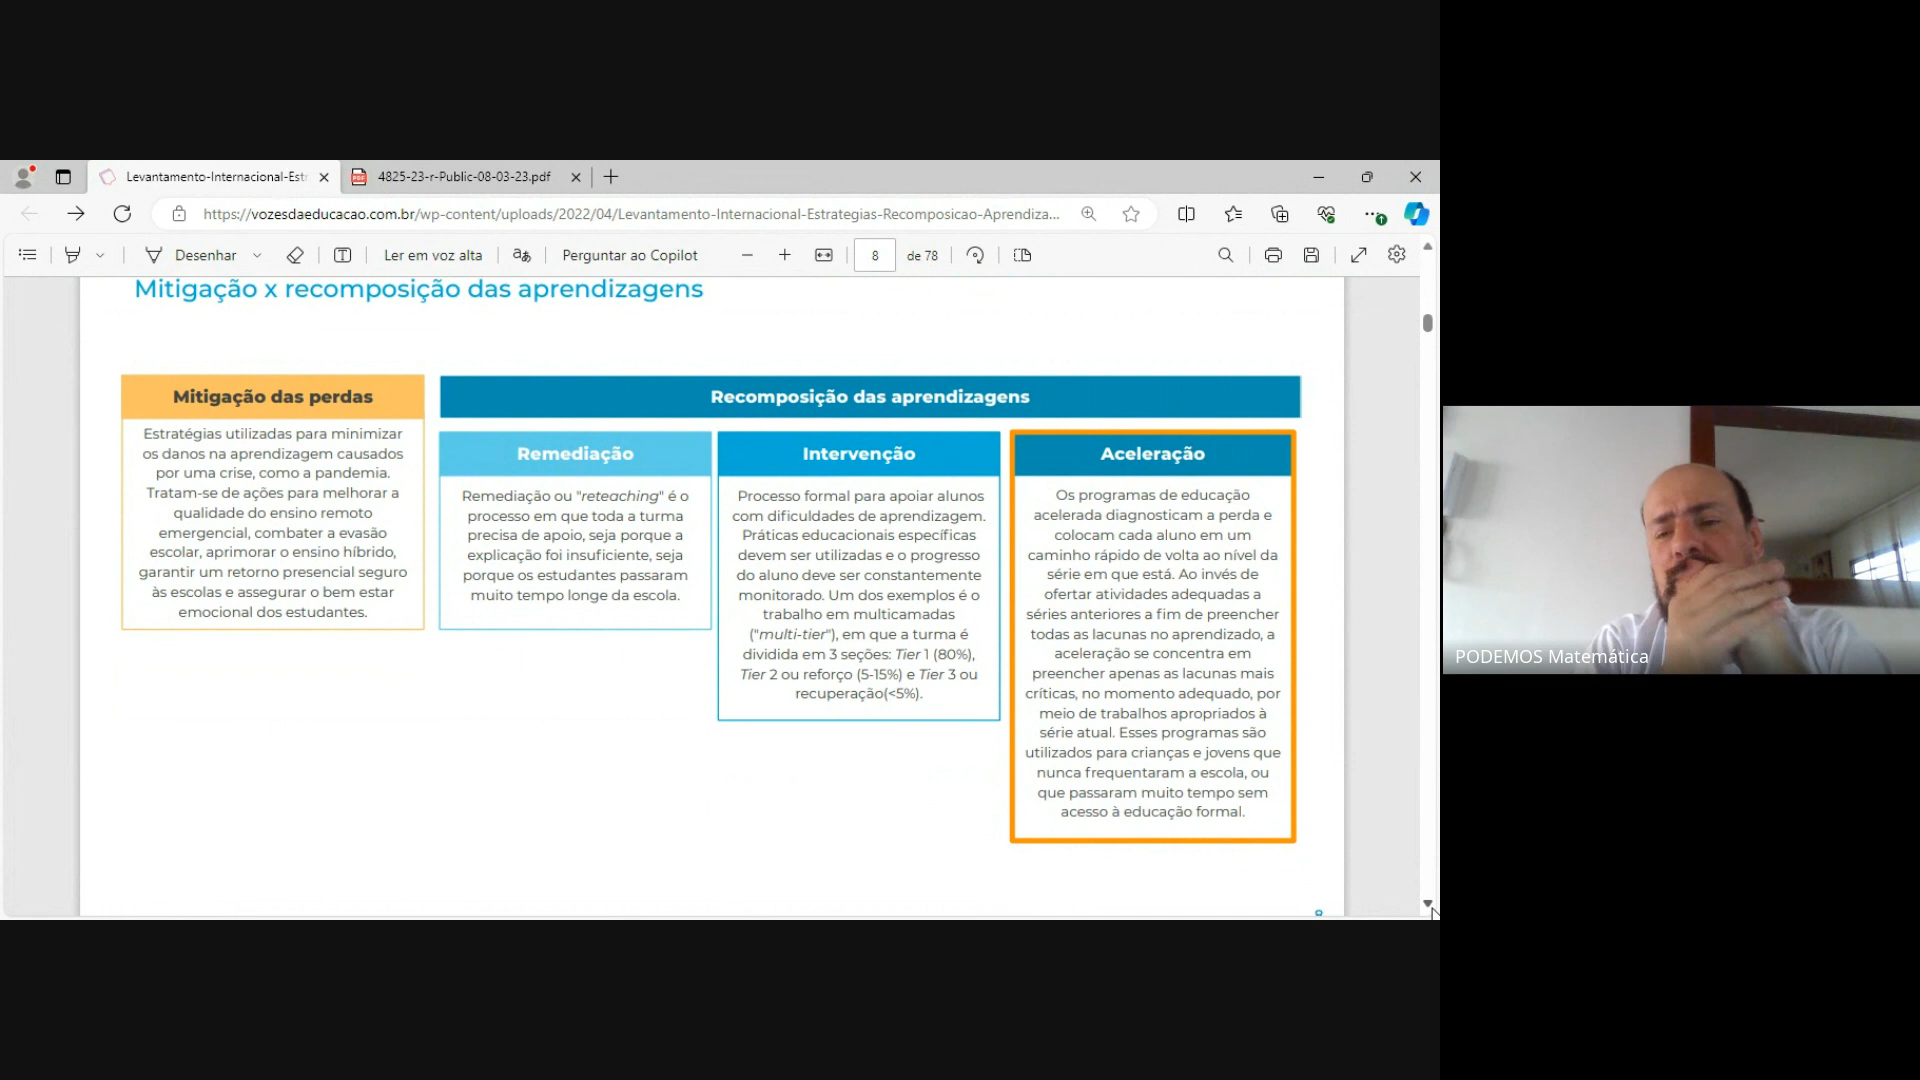 Levantamento-Internacional-Est
4825-23-r-Public-08-03-23.pdf
https://vozesdaeducacao.com.br/wp-content/uploads/2022/04/Levantamento-Internacional-Estrategias-Recomposicao-Aprendiza...
Desenhar
Ler em voz alta
Perguntar ao Copilot
8
de 78
Mitigação x recomposição das aprendizagens
Mitigação das perdas
Estratégias utilizadas para minimizar
os danos na aprendizagem causados
por uma crise, como a pandemia.
Tratam-se de ações para melhorar a
qualidade do ensino remoto
emergencial, combater a evasão
escolar, aprimorar o ensino híbrido,
garantir um retorno presencial seguro
às escolas e assegurar o bem estar
emocional dos estudantes.
Recomposição das aprendizagens
Remediação
Remediação ou "reteaching" é o
processo em que toda a turma
precisa de apoio, seja porque a
explicação foi insuficiente, seja
porque os estudantes passaram
muito tempo longe da escola.
Intervenção
Processo formal para apoiar alunos
com dificuldades de aprendizagem.
Práticas educacionais específicas
devem ser utilizadas e o progresso
do aluno deve ser constantemente
monitorado. Um dos exemplos é o
trabalho em multicamadas
("multi-tier"), em que a turma é
dividida em 3 seções: Tier 1 (80%),
Tier 2 ou reforço (5-15%) e Tier 3 ou
recuperação(<5%).
Aceleração
Os programas de educação
acelerada diagnosticam a perda e
colocam cada aluno em um
caminho rápido de volta ao nível da
série em que está. Ao invés de
ofertar atividades adequadas a
séries anteriores a fim de preencher
todas as lacunas no aprendizado, a
aceleração se concentra em
preencher apenas as lacunas mais
críticas, no momento adequado, por
meio de trabalhos apropriados à
série atual. Esses programas são
utilizados para crianças e jovens que
nunca frequentaram a escola, ou
que passaram muito tempo sem
acesso à educação formal.
PODEMOS Matemática